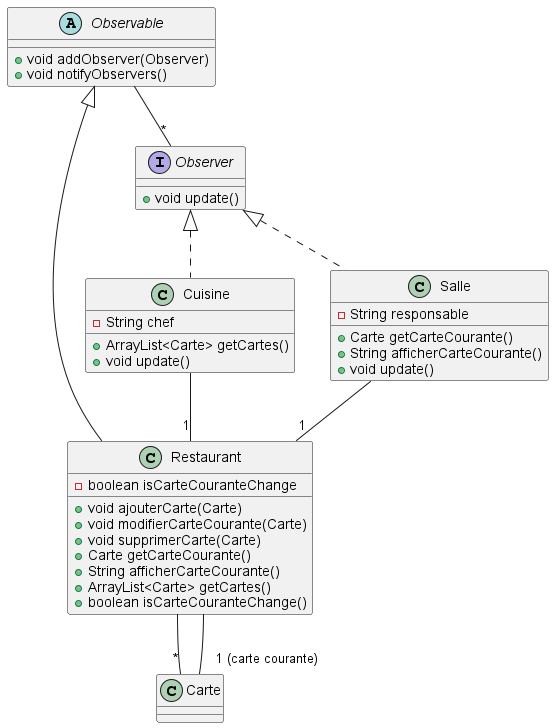 A Observable
void addObserver(Observer)
void notifyObservers()
*
I Observer
void update()
C Cuisine
String chef
ArrayList<Carte> getCartes()
void update()
C Salle
String responsable
Carte getCarteCourante()
String afficherCarteCourante()
void update()
1
1
C Restaurant
boolean isCarteCouranteChange
void ajouterCarte(Carte)
void modifierCarteCourante(Carte)
void supprimerCarte(Carte)
Carte getCarteCourante()
String afficherCarteCourante()
ArrayList<Carte> getCartes()
boolean isCarteCouranteChange()
*
1 (carte courante)
C Carte